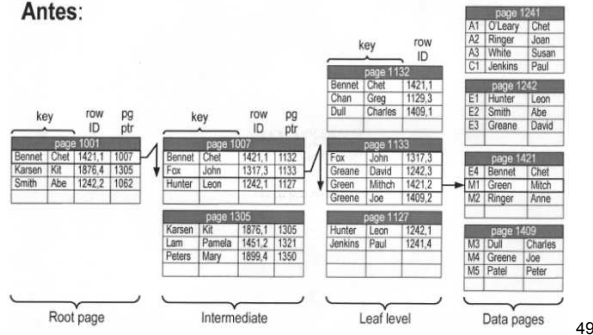 Antes:
key row ID pg ptr
page 1001
Bennet Chet 1421,1 1007
Karsen Kit 1876,4 1305
Smith Abe 1242,2 1062
Root page
key row ID pg ptr
page 1007
Bennet Chet 1421,1 1132
Fox John 1317,3 1133
Hunter Leon 1242,1 1127
page 1305
Karsen Kit 1876,1 1305
Lam Pamela 1451,2 1321
Peters Mary 1899,4 1350
Intermediate
key row ID
page 1132
Bennet Chet 1421,1
Chan Greg 1129,3
Dull Charles 1409,1
page 1133
Fox John 1317,3
Greane David 1242,3
Green Mithch 1421,2
Greene Joe 1409,2
page 1127
Hunter Leon 1242,1
Jenkins Paul 1241,4
Leaf level
page 1241
A1 O'Leary Chet
A2 Ringer Joan
A3 White Susan
C1 Jenkins Paul
page 1242
E1 Hunter Leon
E2 Smith Abe
E3 Greane David
page 1421
E4 Bennet Chet
M1 Green Mitch
M2 Ringer Anne
page 1409
M3 Dull Charles
M4 Greene Joe
M5 Patel Peter
Data pages
49